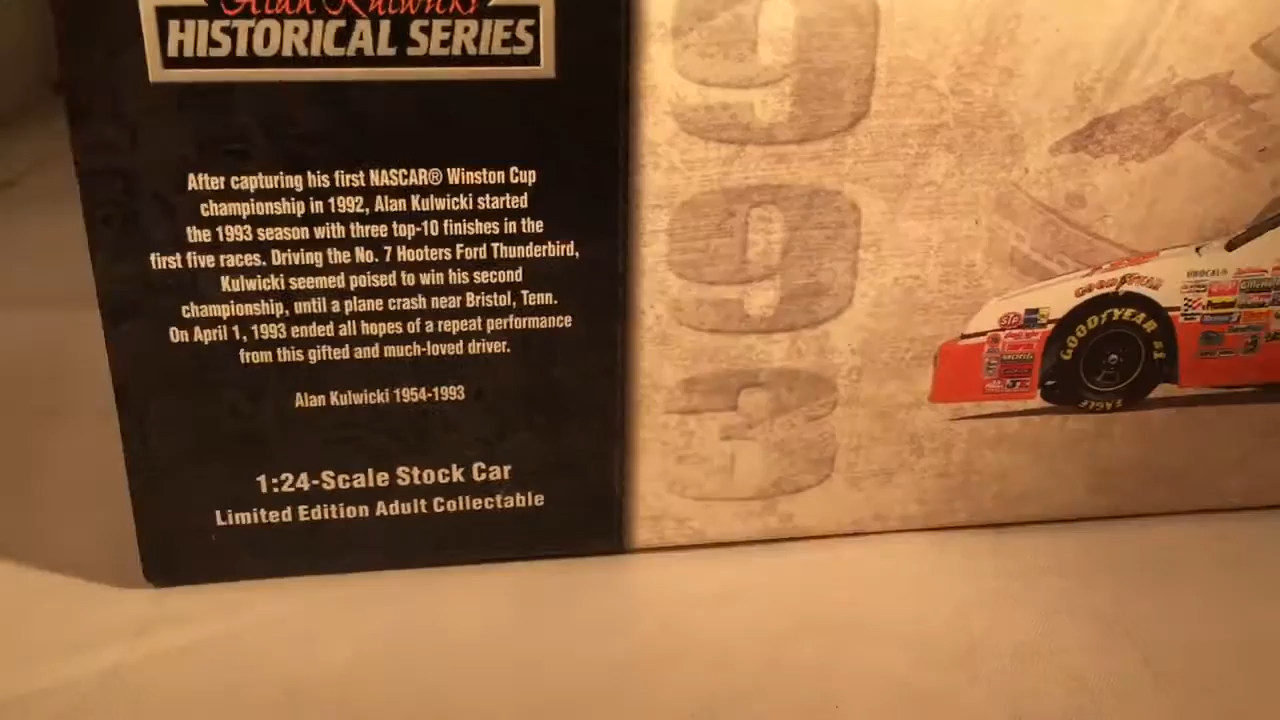 Alan Kulwicki
HISTORICAL SERIES
After capturing his first NASCAR® Winston Cup
championship in 1992, Alan Kulwicki started
the 1993 season with three top-10 finishes in the
first five races. Driving the No. 7 Hooters Ford Thunderbird,
Kulwicki seemed poised to win his second
championship, until a plane crash near Bristol, Tenn.
On April 1, 1993 ended all hopes of a repeat performance
from this gifted and much-loved driver.
Alan Kulwicki 1954-1993
1:24-Scale Stock Car
Limited Edition Adult Collectable
9
9
3
GOODYEAR
UNOCAL
STP
GOODYEAR #1
EAGLE